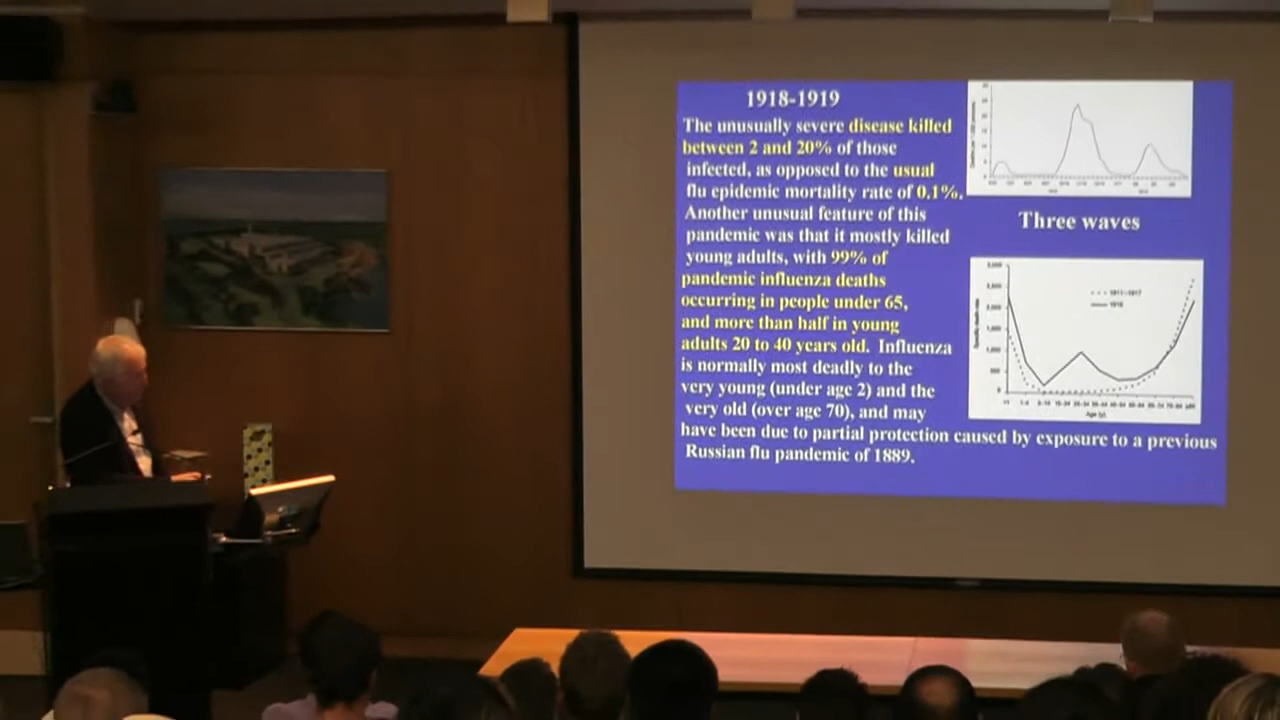 1918-1919
The unusually severe disease killed
between 2 and 20% of those
infected, as opposed to the usual
flu epidemic mortality rate of 0.1%.
Another unusual feature of this
pandemic was that it mostly killed
young adults, with 99% of
pandemic influenza deaths
occurring in people under 65,
and more than half in young
adults 20 to 40 years old. Influenza
is normally most deadly to the
very young (under age 2) and the
very old (over age 70), and may
have been due to partial protection caused by exposure to a previous
Russian flu pandemic of 1889.
Three waves
1911-1917
1918